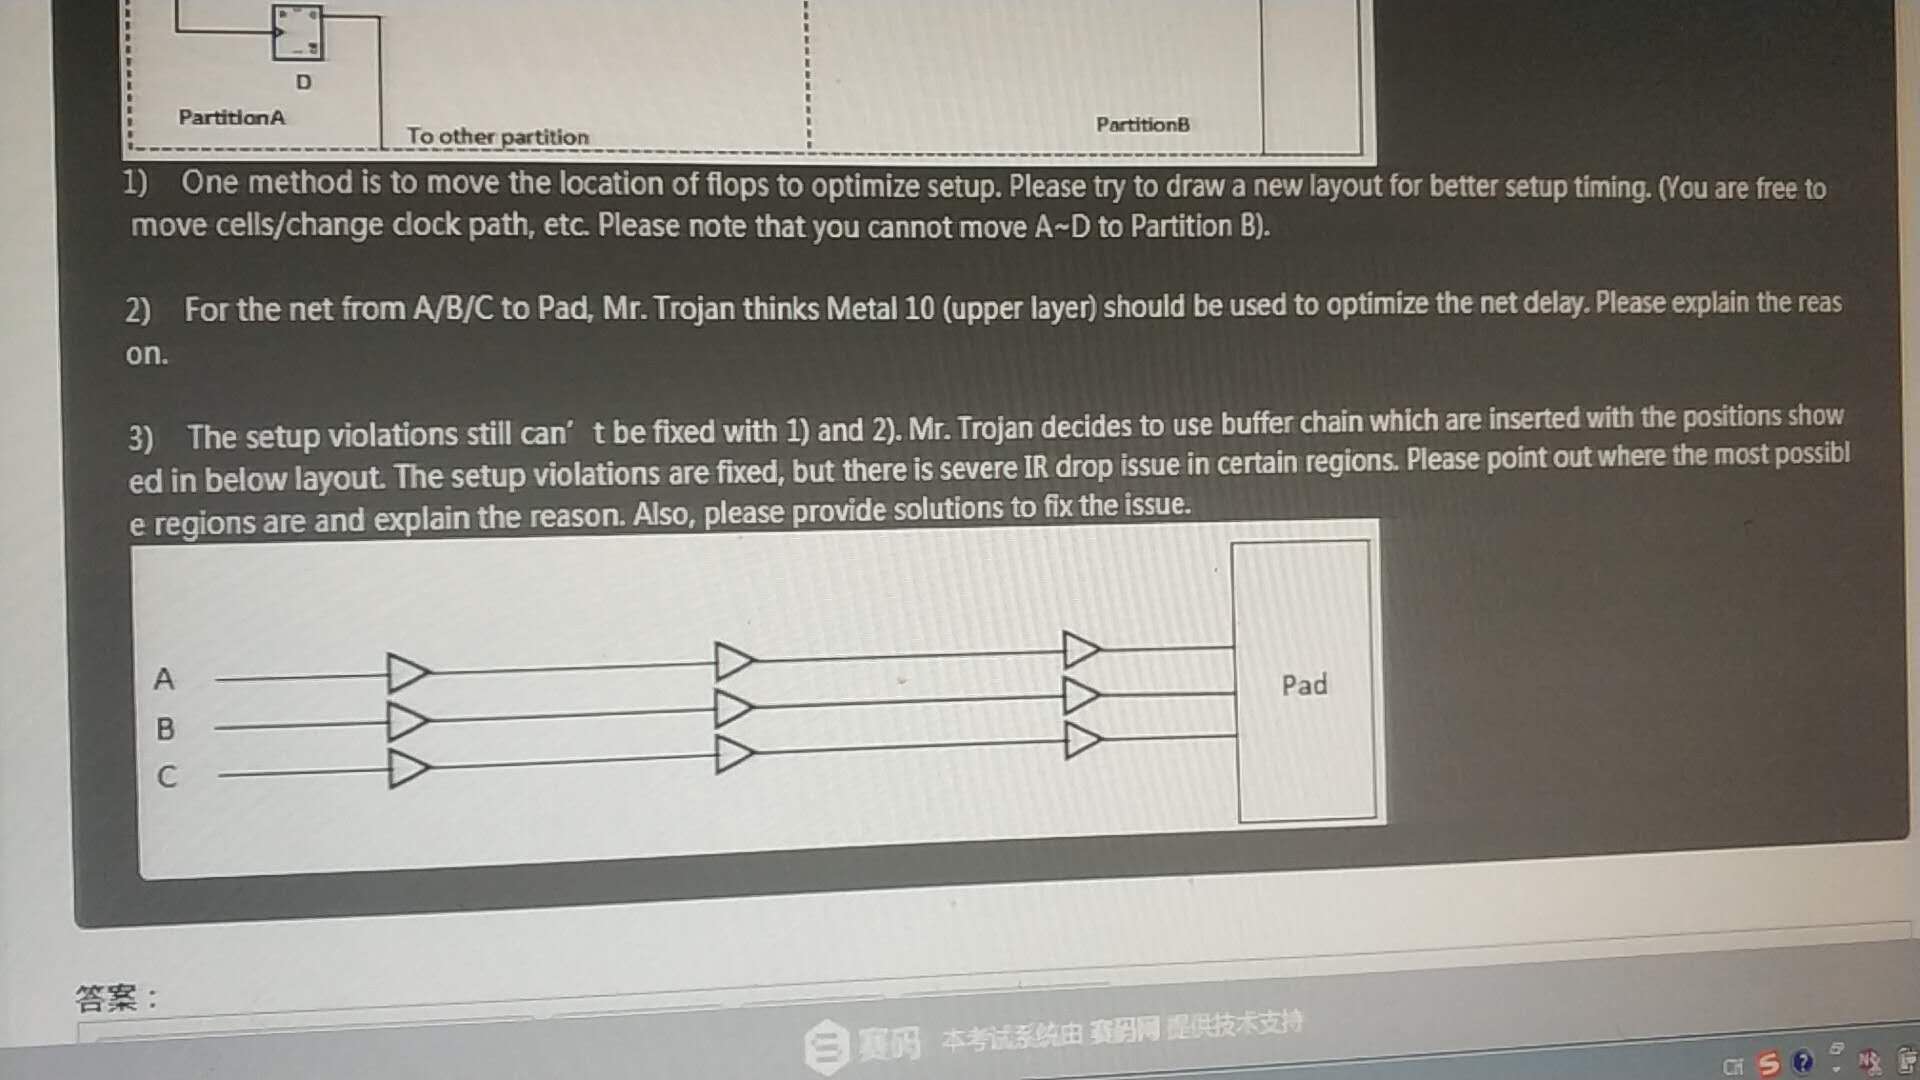 D
PartitionA
To other partition
PartitionB
1) One method is to move the location of flops to optimize setup. Please try to draw a new layout for better setup timing. (You are free to
move cells/change clock path, etc. Please note that you cannot move A~D to Partition B).
2) For the net from A/B/C to Pad, Mr. Trojan thinks Metal 10 (upper layer) should be used to optimize the net delay. Please explain the reas
on.
3) The setup violations still can' t be fixed with 1) and 2). Mr. Trojan decides to use buffer chain which are inserted with the positions show
ed in below layout. The setup violations are fixed, but there is severe IR drop issue in certain regions. Please point out where the most possibl
e regions are and explain the reason. Also, please provide solutions to fix the issue.
A
B
C
Pad
答案：
赛码 本考试系统由 赛码网 提供技术支持
CH